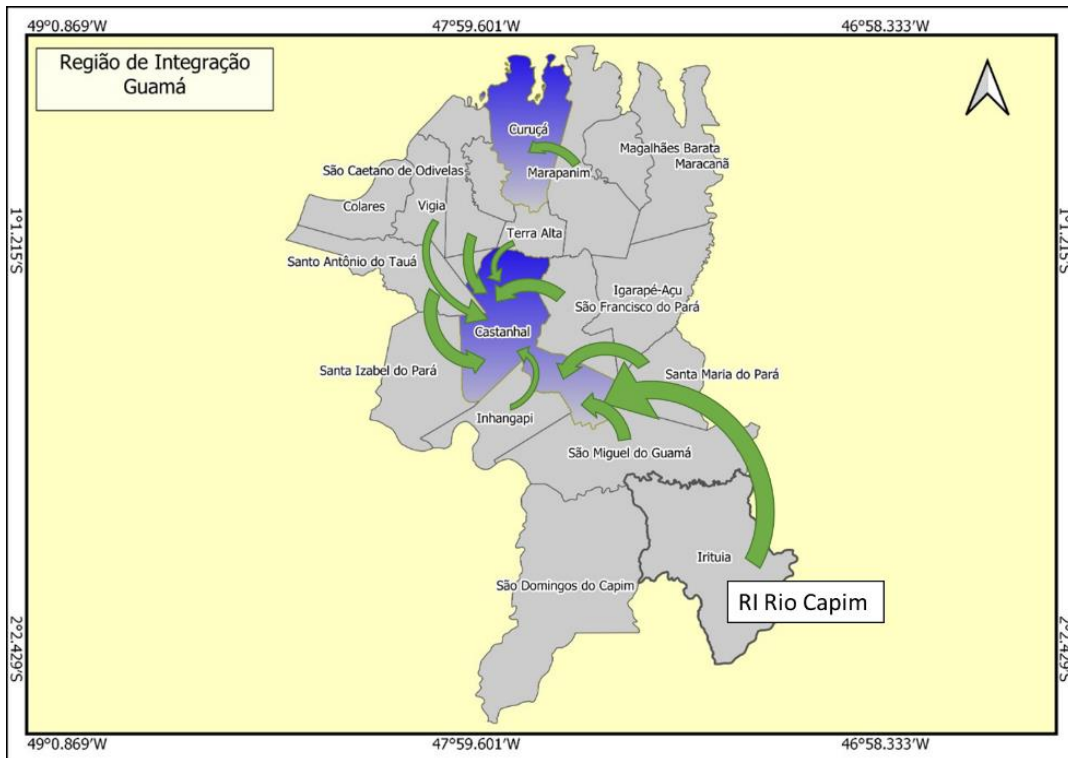 49°0.869′W
47°59.601′W
46°58.333′W
Região de Integração
Guamá
Curuçá
Magalhães Barata
Maracanã
Marapanim
São Caetano de Odivelas
Colares
Vigia
1°1.215′S
1°1.215′S
Terra Alta
Santo Antônio do Tauá
Igarapé-Açu
São Francisco do Pará
Castanhal
Santa Izabel do Pará
Santa Maria do Pará
Inhangapi
São Miguel do Guamá
Irituia
São Domingos do Capim
RI Rio Capim
2°2.429′S
2°2.429′S
49°0.869′W
47°59.601′W
46°58.333′W